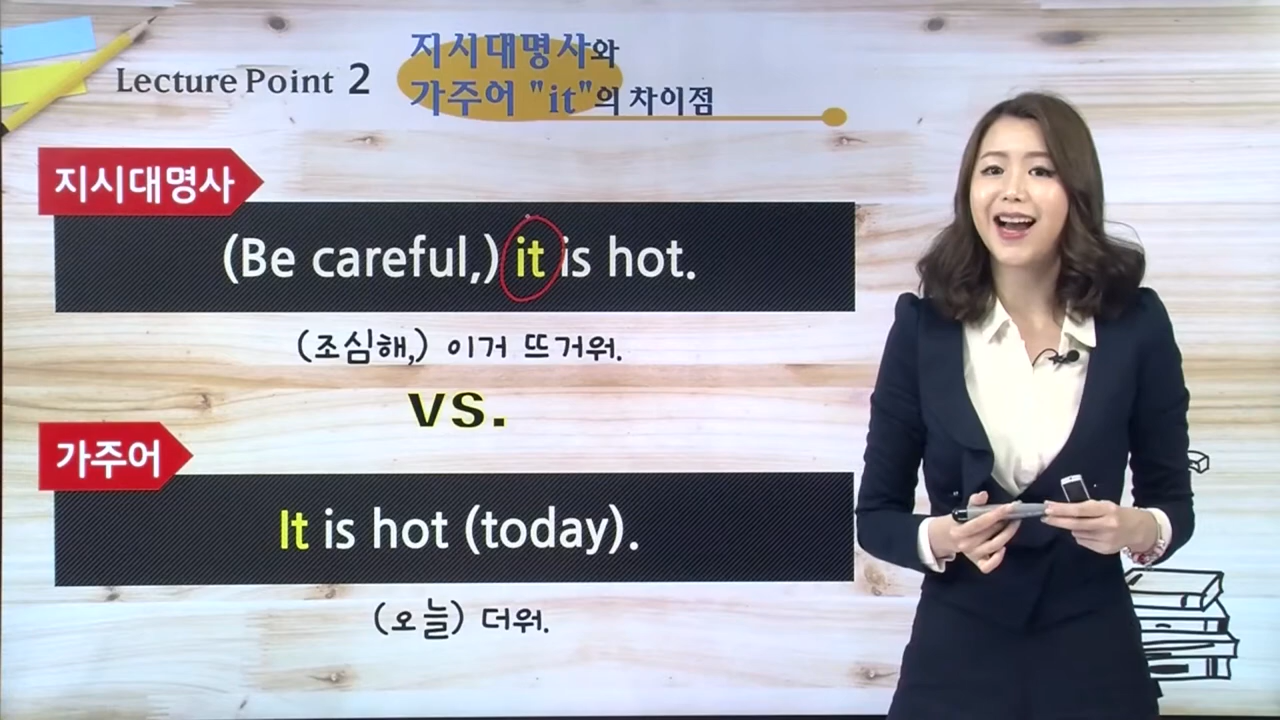 Lecture Point 2
지시대명사와
가주어 "it"의 차이점
지시대명사
(Be careful,) it is hot.
(조심해,) 이거 뜨거워.
vs.
가주어
It is hot (today).
(오늘) 더워.